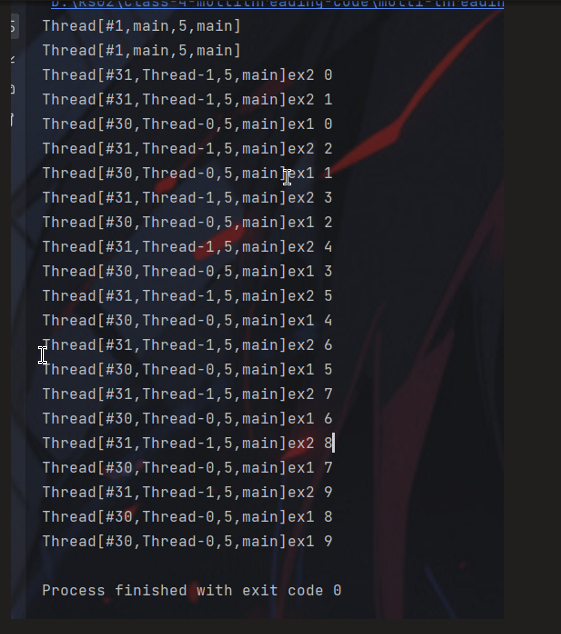 Thread[#1,main,5,main]
Thread[#1,main,5,main]
Thread[#31,Thread-1,5,main]ex2 0
Thread[#31,Thread-1,5,main]ex2 1
Thread[#30,Thread-0,5,main]ex1 0
Thread[#31,Thread-1,5,main]ex2 2
Thread[#30,Thread-0,5,main]ex1 1
Thread[#31,Thread-1,5,main]ex2 3
Thread[#30,Thread-0,5,main]ex1 2
Thread[#31,Thread-1,5,main]ex2 4
Thread[#30,Thread-0,5,main]ex1 3
Thread[#31,Thread-1,5,main]ex2 5
Thread[#30,Thread-0,5,main]ex1 4
Thread[#31,Thread-1,5,main]ex2 6
Thread[#30,Thread-0,5,main]ex1 5
Thread[#31,Thread-1,5,main]ex2 7
Thread[#30,Thread-0,5,main]ex1 6
Thread[#31,Thread-1,5,main]ex2 8
Thread[#30,Thread-0,5,main]ex1 7
Thread[#31,Thread-1,5,main]ex2 9
Thread[#30,Thread-0,5,main]ex1 8
Thread[#30,Thread-0,5,main]ex1 9
Process finished with exit code 0